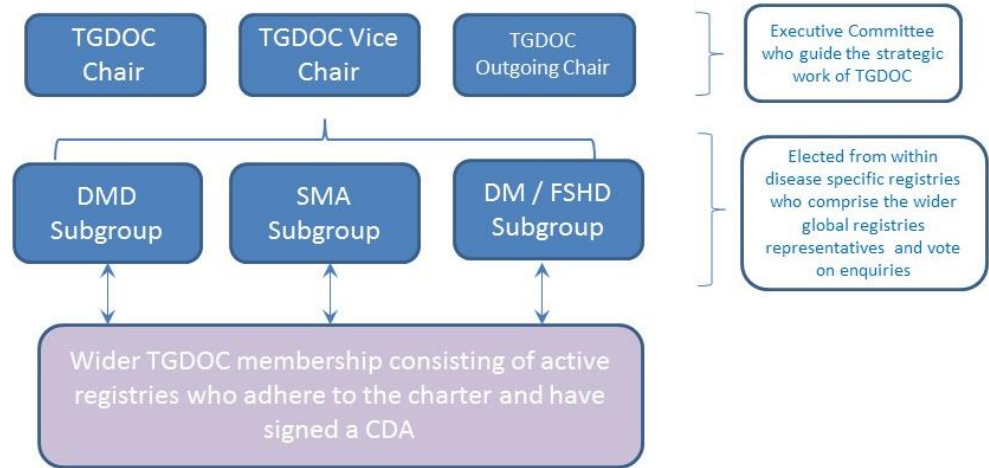 TGDOC
Chair
TGDOC Vice
Chair
TGDOC
Outgoing Chair
Executive Committee
who guide the strategic
work of TGDOC
DMD
Subgroup
SMA
Subgroup
DM / FSHD
Subgroup
Elected from within
disease specific registries
who comprise the wider
global registries
representatives and vote
on enquiries
Wider TGDOC membership consisting of active
registries who adhere to the charter and have
signed a CDA